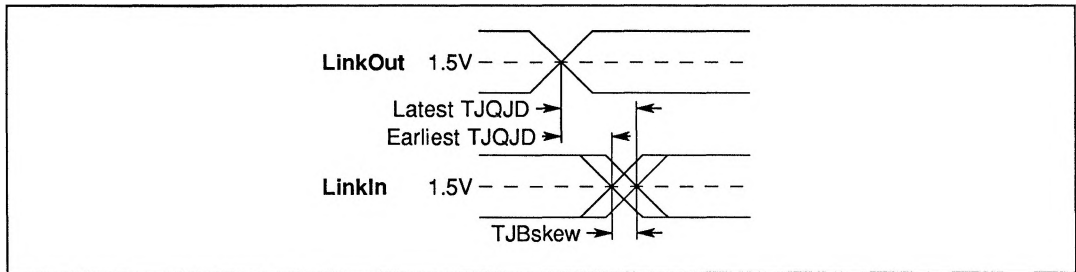 LinkOut 1.5V
Latest TJQJD
Earliest TJQJD
LinkIn 1.5V
TJBskew